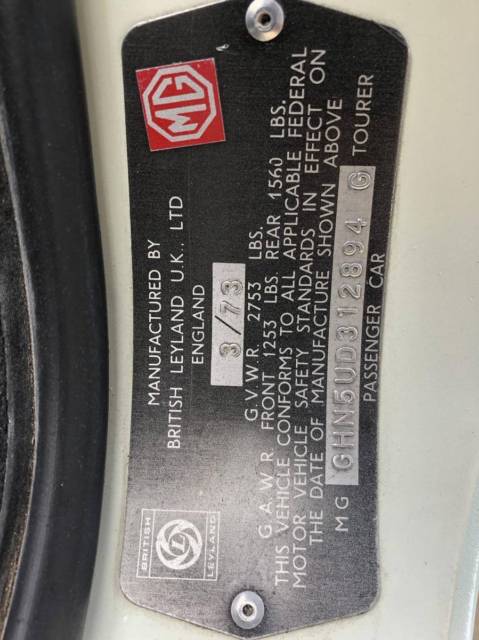 BRITISH
LEYLAND
MG
MANUFACTURED BY
BRITISH LEYLAND U.K., LTD
ENGLAND
3/73
G.V.W.R. 2753 LBS.
G.A.W.R. FRONT 1253 LBS. REAR 1560 LBS.
THIS VEHICLE CONFORMS TO ALL APPLICABLE FEDERAL
MOTOR VEHICLE SAFETY STANDARDS IN EFFECT ON
THE DATE OF MANUFACTURE SHOWN ABOVE
MG GHN5UD312894 G TOURER
PASSENGER CAR